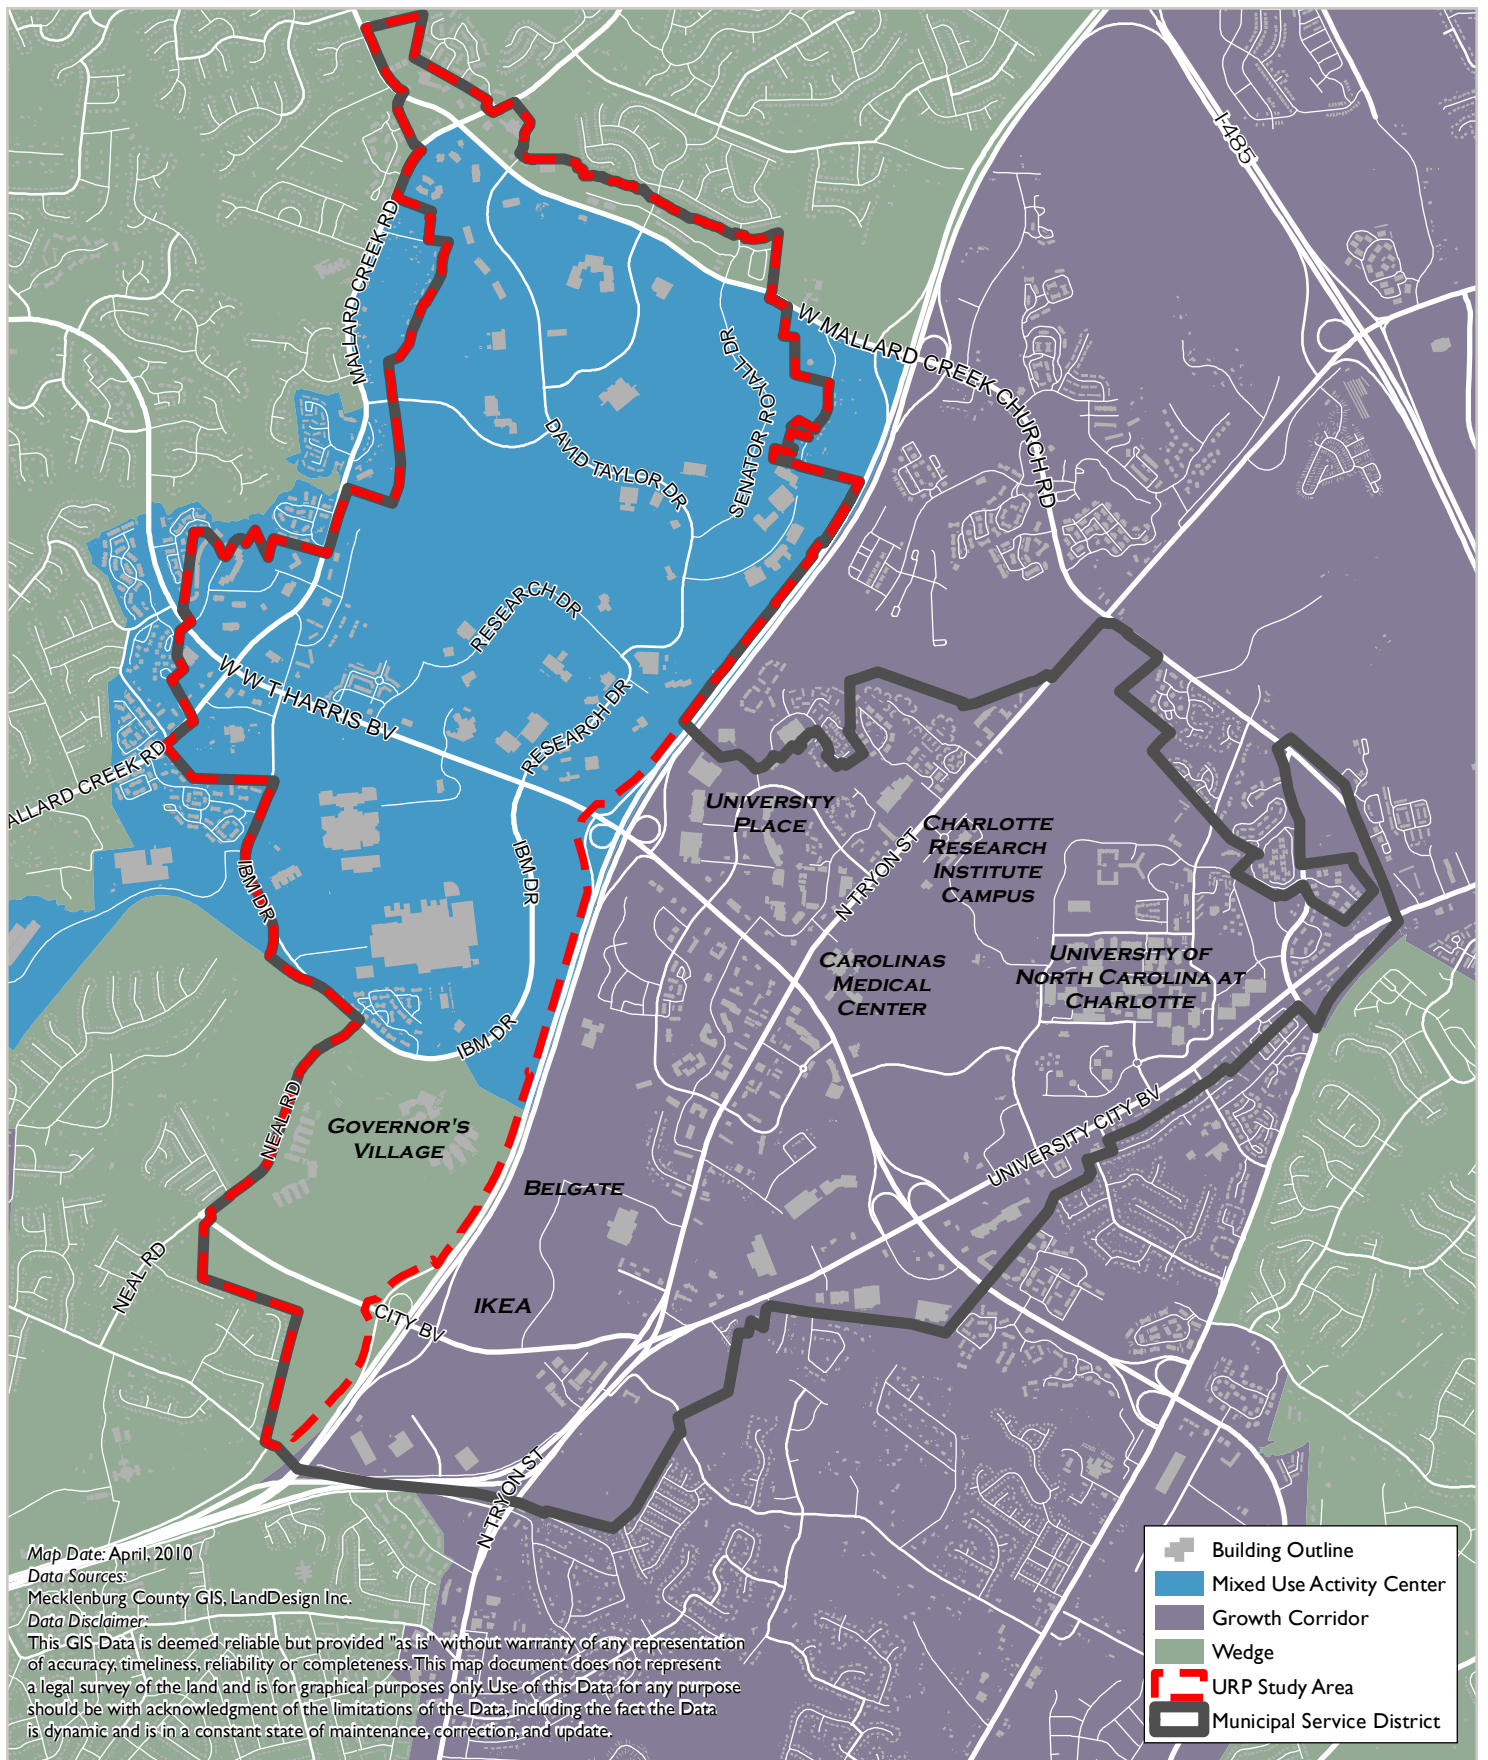 I-485
MALLARD CREEK RD
W MALLARD CREEK CHURCH RD
SENATOR ROYALL DR
DAVID TAYLOR DR
RESEARCH DR
W W T HARRIS BV
RESEARCH DR
ALLARD CREEK RD
UNIVERSITY
PLACE
CHARLOTTE
RESEARCH
INSTITUTE
CAMPUS
N TRYON ST
IBM DR
IBM DR
CAROLINAS
MEDICAL
CENTER
UNIVERSITY OF
NORTH CAROLINA AT
CHARLOTTE
IBM DR
NEAL RD
GOVERNOR'S
VILLAGE
UNIVERSITY CITY BV
BELGATE
NEAL RD
IKEA
CITY BV
N TRYON ST
Map Date: April, 2010
Data Sources:
Mecklenburg County GIS, LandDesign Inc.
Data Disclaimer:
This GIS Data is deemed reliable but provided "as is" without warranty of any representation
of accuracy, timeliness, reliability or completeness. This map document does not represent
a legal survey of the land and is for graphical purposes only. Use of this Data for any purpose
should be with acknowledgment of the limitations of the Data, including the fact the Data
is dynamic and is in a constant state of maintenance, correction, and update.
Building Outline
Mixed Use Activity Center
Growth Corridor
Wedge
URP Study Area
Municipal Service District